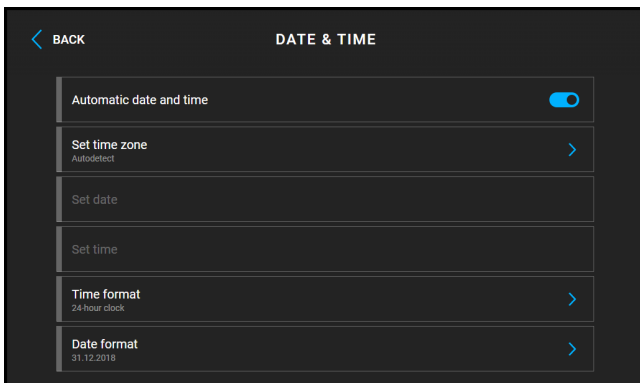 BACK
DATE & TIME
Automatic date and time
Set time zone
Autodetect
Set date
Set time
Time format
24-hour clock
Date format
31.12.2018